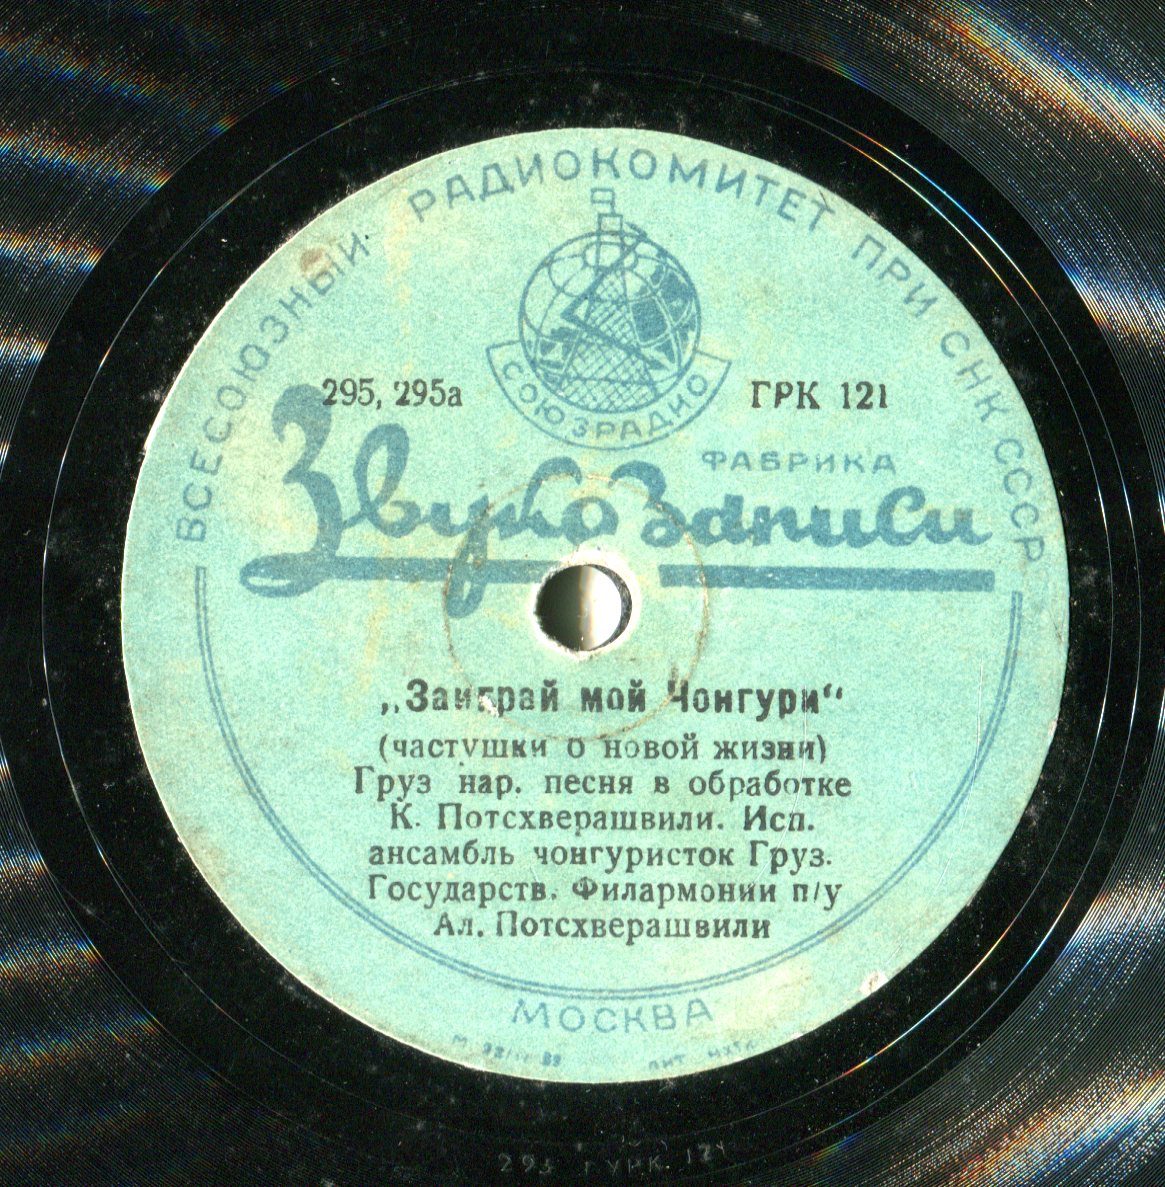 ВСЕСОЮЗНЫЙ РАДИОКОМИТЕТ ПРИ СНК СССР
СОЮЗРАДИО
295, 295а
ГРК 121
ФАБРИКА
Звукозаписи
„Заиграй мой Чонгури“
(частушки о новой жизни)
Груз нар. песня в обработке
К. Потсхверашвили. Исп.
ансамбль чонгуристок Груз.
Государств. Филармонии п/у
Ал. Потсхверашвили
МОСКВА